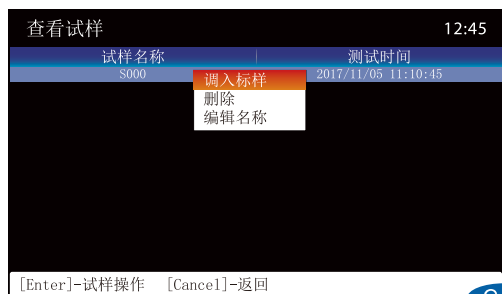 查看试样 12:45
试样名称 测试时间
S000 2017/11/05 11:10:45
调入标样
删除
编辑名称
[Enter]-试样操作 [Cancel]-返回